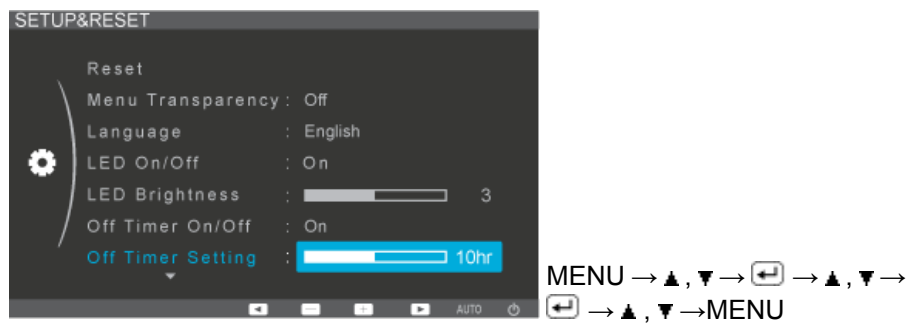 SETUP&RESET
Reset
Menu Transparency : Off
Language : English
LED On/Off : On
LED Brightness : 3
Off Timer On/Off : On
Off Timer Setting : 10hr
AUTO
MENU → ▲ , ▼ → ↵ → ▲ , ▼ →
↵ → ▲ , ▼ →MENU